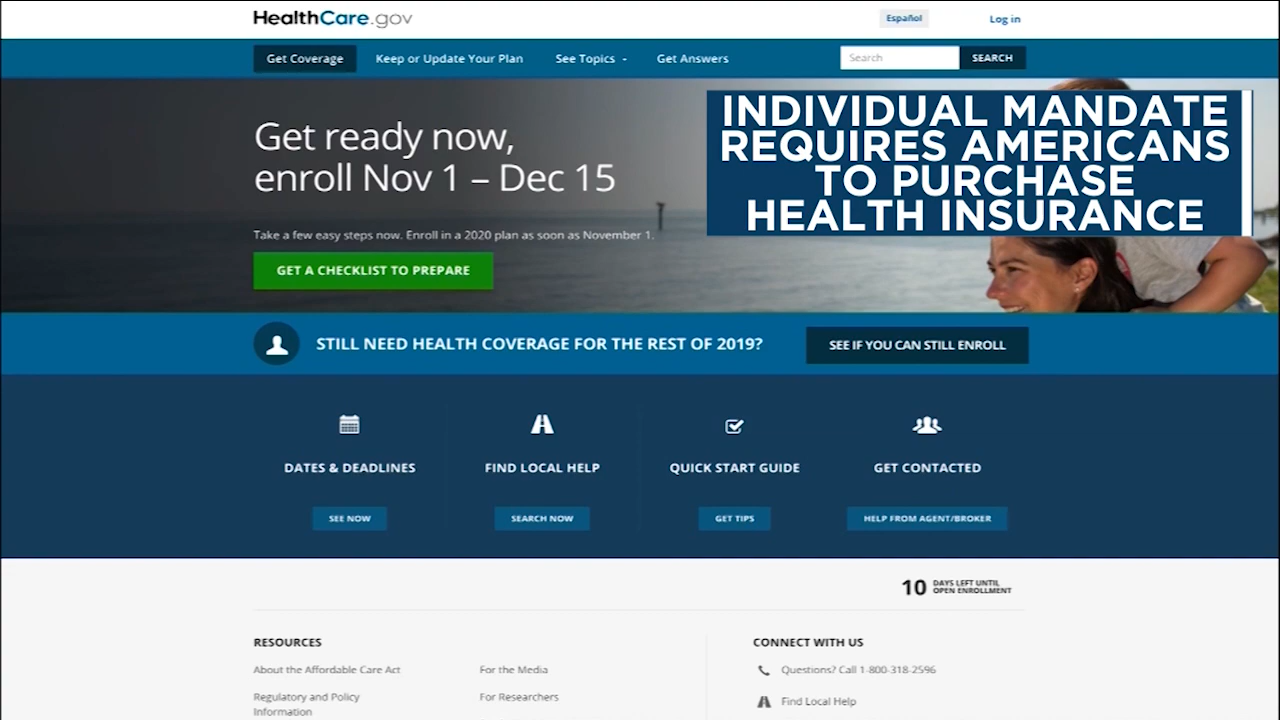 HealthCare.gov
Español
Log in
Get Coverage
Keep or Update Your Plan
See Topics
Get Answers
Search
SEARCH
INDIVIDUAL MANDATE
REQUIRES AMERICANS
TO PURCHASE
HEALTH INSURANCE
Get ready now,
enroll Nov 1 – Dec 15
Take a few easy steps now. Enroll in a 2020 plan as soon as November 1.
GET A CHECKLIST TO PREPARE
STILL NEED HEALTH COVERAGE FOR THE REST OF 2019?
SEE IF YOU CAN STILL ENROLL
DATES & DEADLINES
FIND LOCAL HELP
QUICK START GUIDE
GET CONTACTED
SEE NOW
SEARCH NOW
GET TIPS
HELP FROM AGENT/BROKER
10
DAYS LEFT UNTIL
OPEN ENROLLMENT
RESOURCES
About the Affordable Care Act
Regulatory and Policy
Information
For the Media
For Researchers
CONNECT WITH US
Questions? Call 1-800-318-2596
Find Local Help